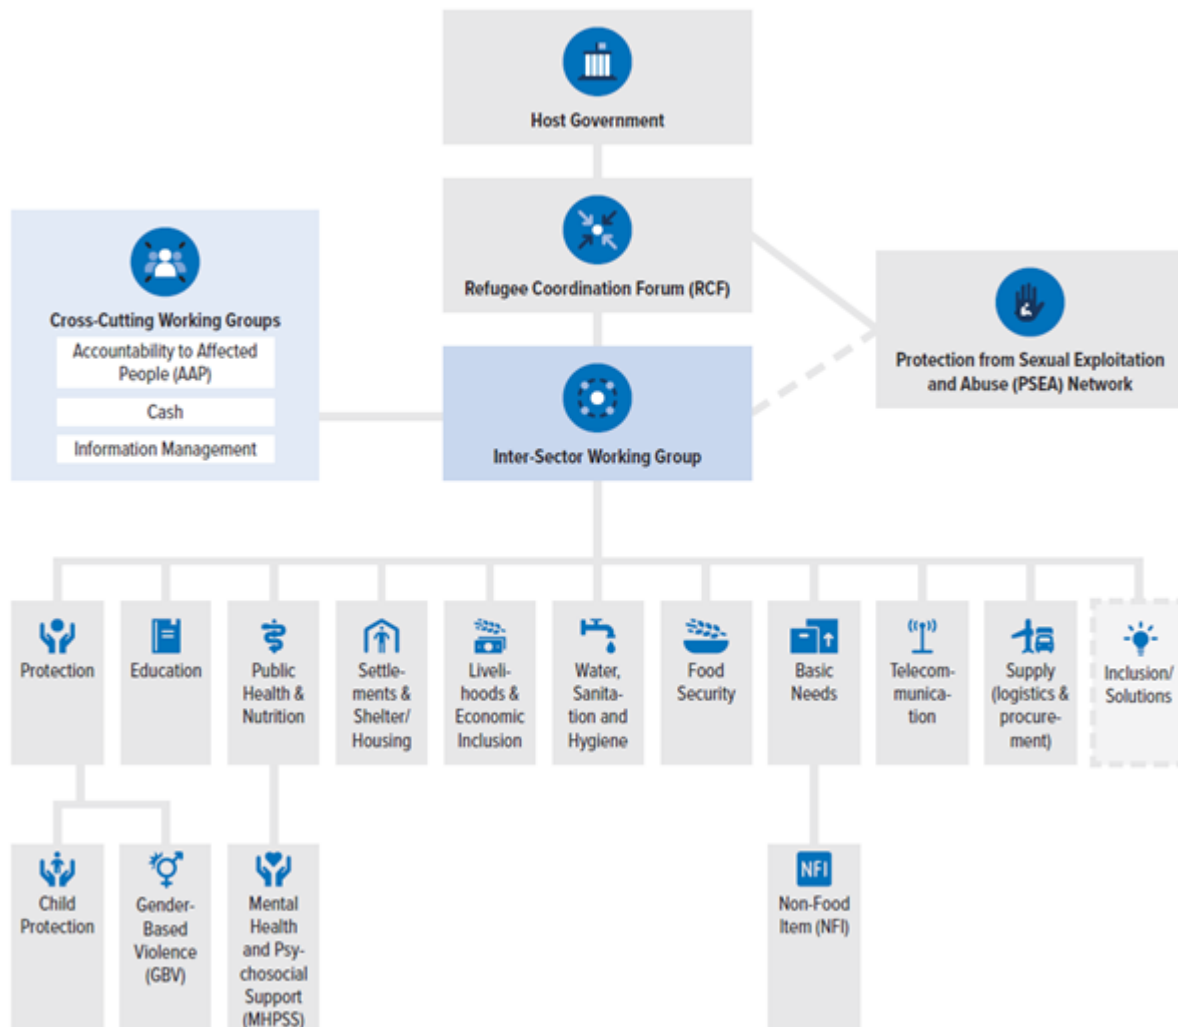 Host Government
Refugee Coordination Forum (RCF)
Cross-Cutting Working Groups
Accountability to Affected
People (AAP)
Cash
Information Management
Inter-Sector Working Group
Protection from Sexual Exploitation
and Abuse (PSEA) Network
Protection
Education
Public
Health &
Nutrition
Settle-
ments &
Shelter/
Housing
Liveli-
hoods &
Economic
Inclusion
Water,
Sanita-
tion and
Hygiene
Food
Security
Basic
Needs
Telecom-
munica-
tion
Supply
(logistics &
procure-
ment)
Inclusion/
Solutions
Child
Protection
Gender-
Based
Violence
(GBV)
Mental
Health
and Psy-
chosocial
Support
(MHPSS)
NFI
Non-Food
Item (NFI)